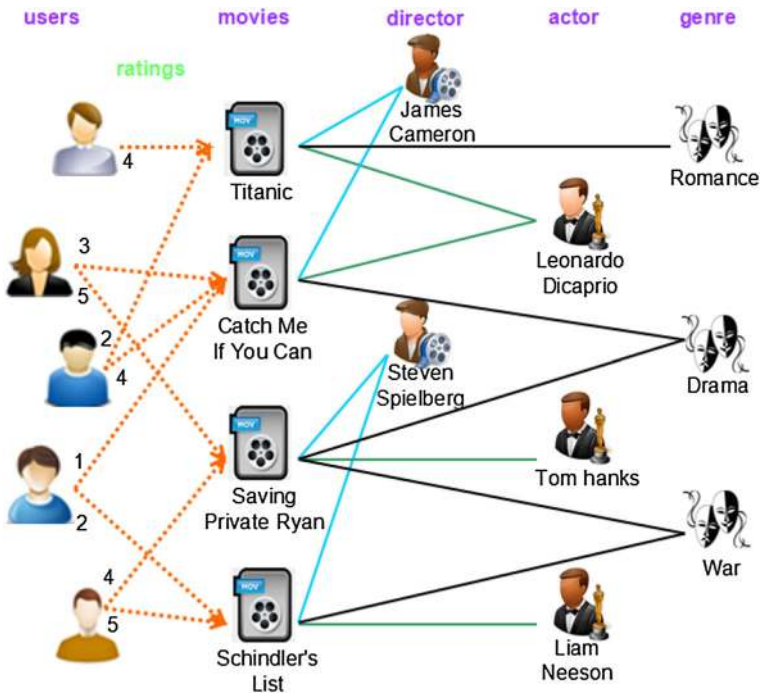 users movies director actor genre
ratings
MOV
James
Cameron
4
Titanic
Romance
3
MOV
Leonardo
Dicaprio
5
Catch Me
If You Can
2
4
Steven
Spielberg
Drama
MOV
1
Saving
Private Ryan
Tom hanks
2
War
4
MOV
5
Schindler's
List
Liam
Neeson